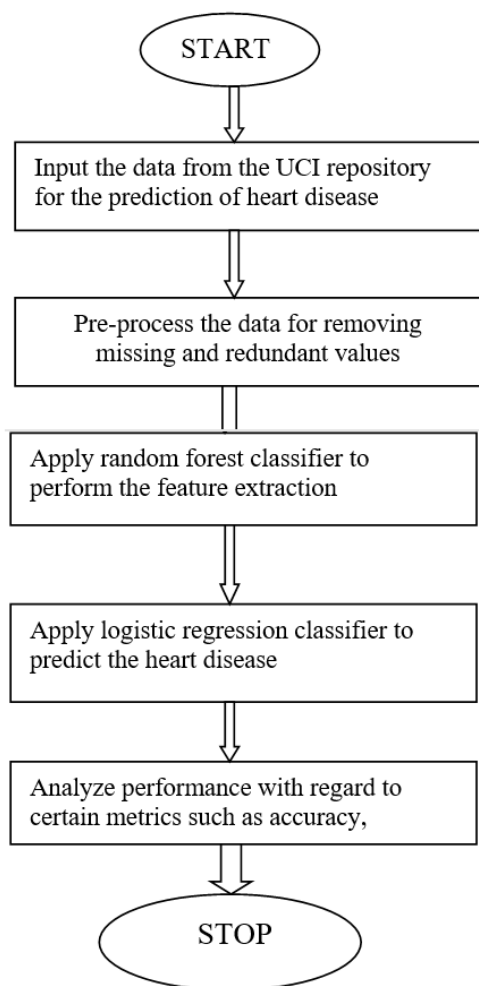 START
Input the data from the UCI repository
for the prediction of heart disease
Pre-process the data for removing
missing and redundant values
Apply random forest classifier to
perform the feature extraction
Apply logistic regression classifier to
predict the heart disease
Analyze performance with regard to
certain metrics such as accuracy,
STOP